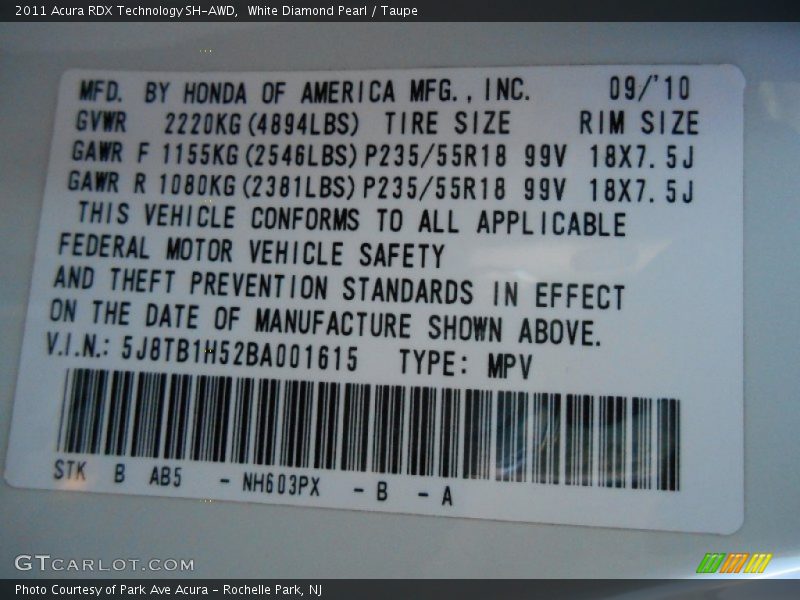 2011 Acura RDX Technology SH-AWD, White Diamond Pearl / Taupe
MFD. BY HONDA OF AMERICA MFG., INC. 09/'10
GVWR 2220KG(4894LBS) TIRE SIZE RIM SIZE
GAWR F 1155KG(2546LBS) P235/55R18 99V 18X7.5J
GAWR R 1080KG(2381LBS) P235/55R18 99V 18X7.5J
THIS VEHICLE CONFORMS TO ALL APPLICABLE
FEDERAL MOTOR VEHICLE SAFETY
AND THEFT PREVENTION STANDARDS IN EFFECT
ON THE DATE OF MANUFACTURE SHOWN ABOVE.
V.I.N.: 5J8TB1H52BA001615 TYPE: MPV
STK B AB5 - NH603PX - B - A
GTCARLOT.COM
Photo Courtesy of Park Ave Acura - Rochelle Park, NJ